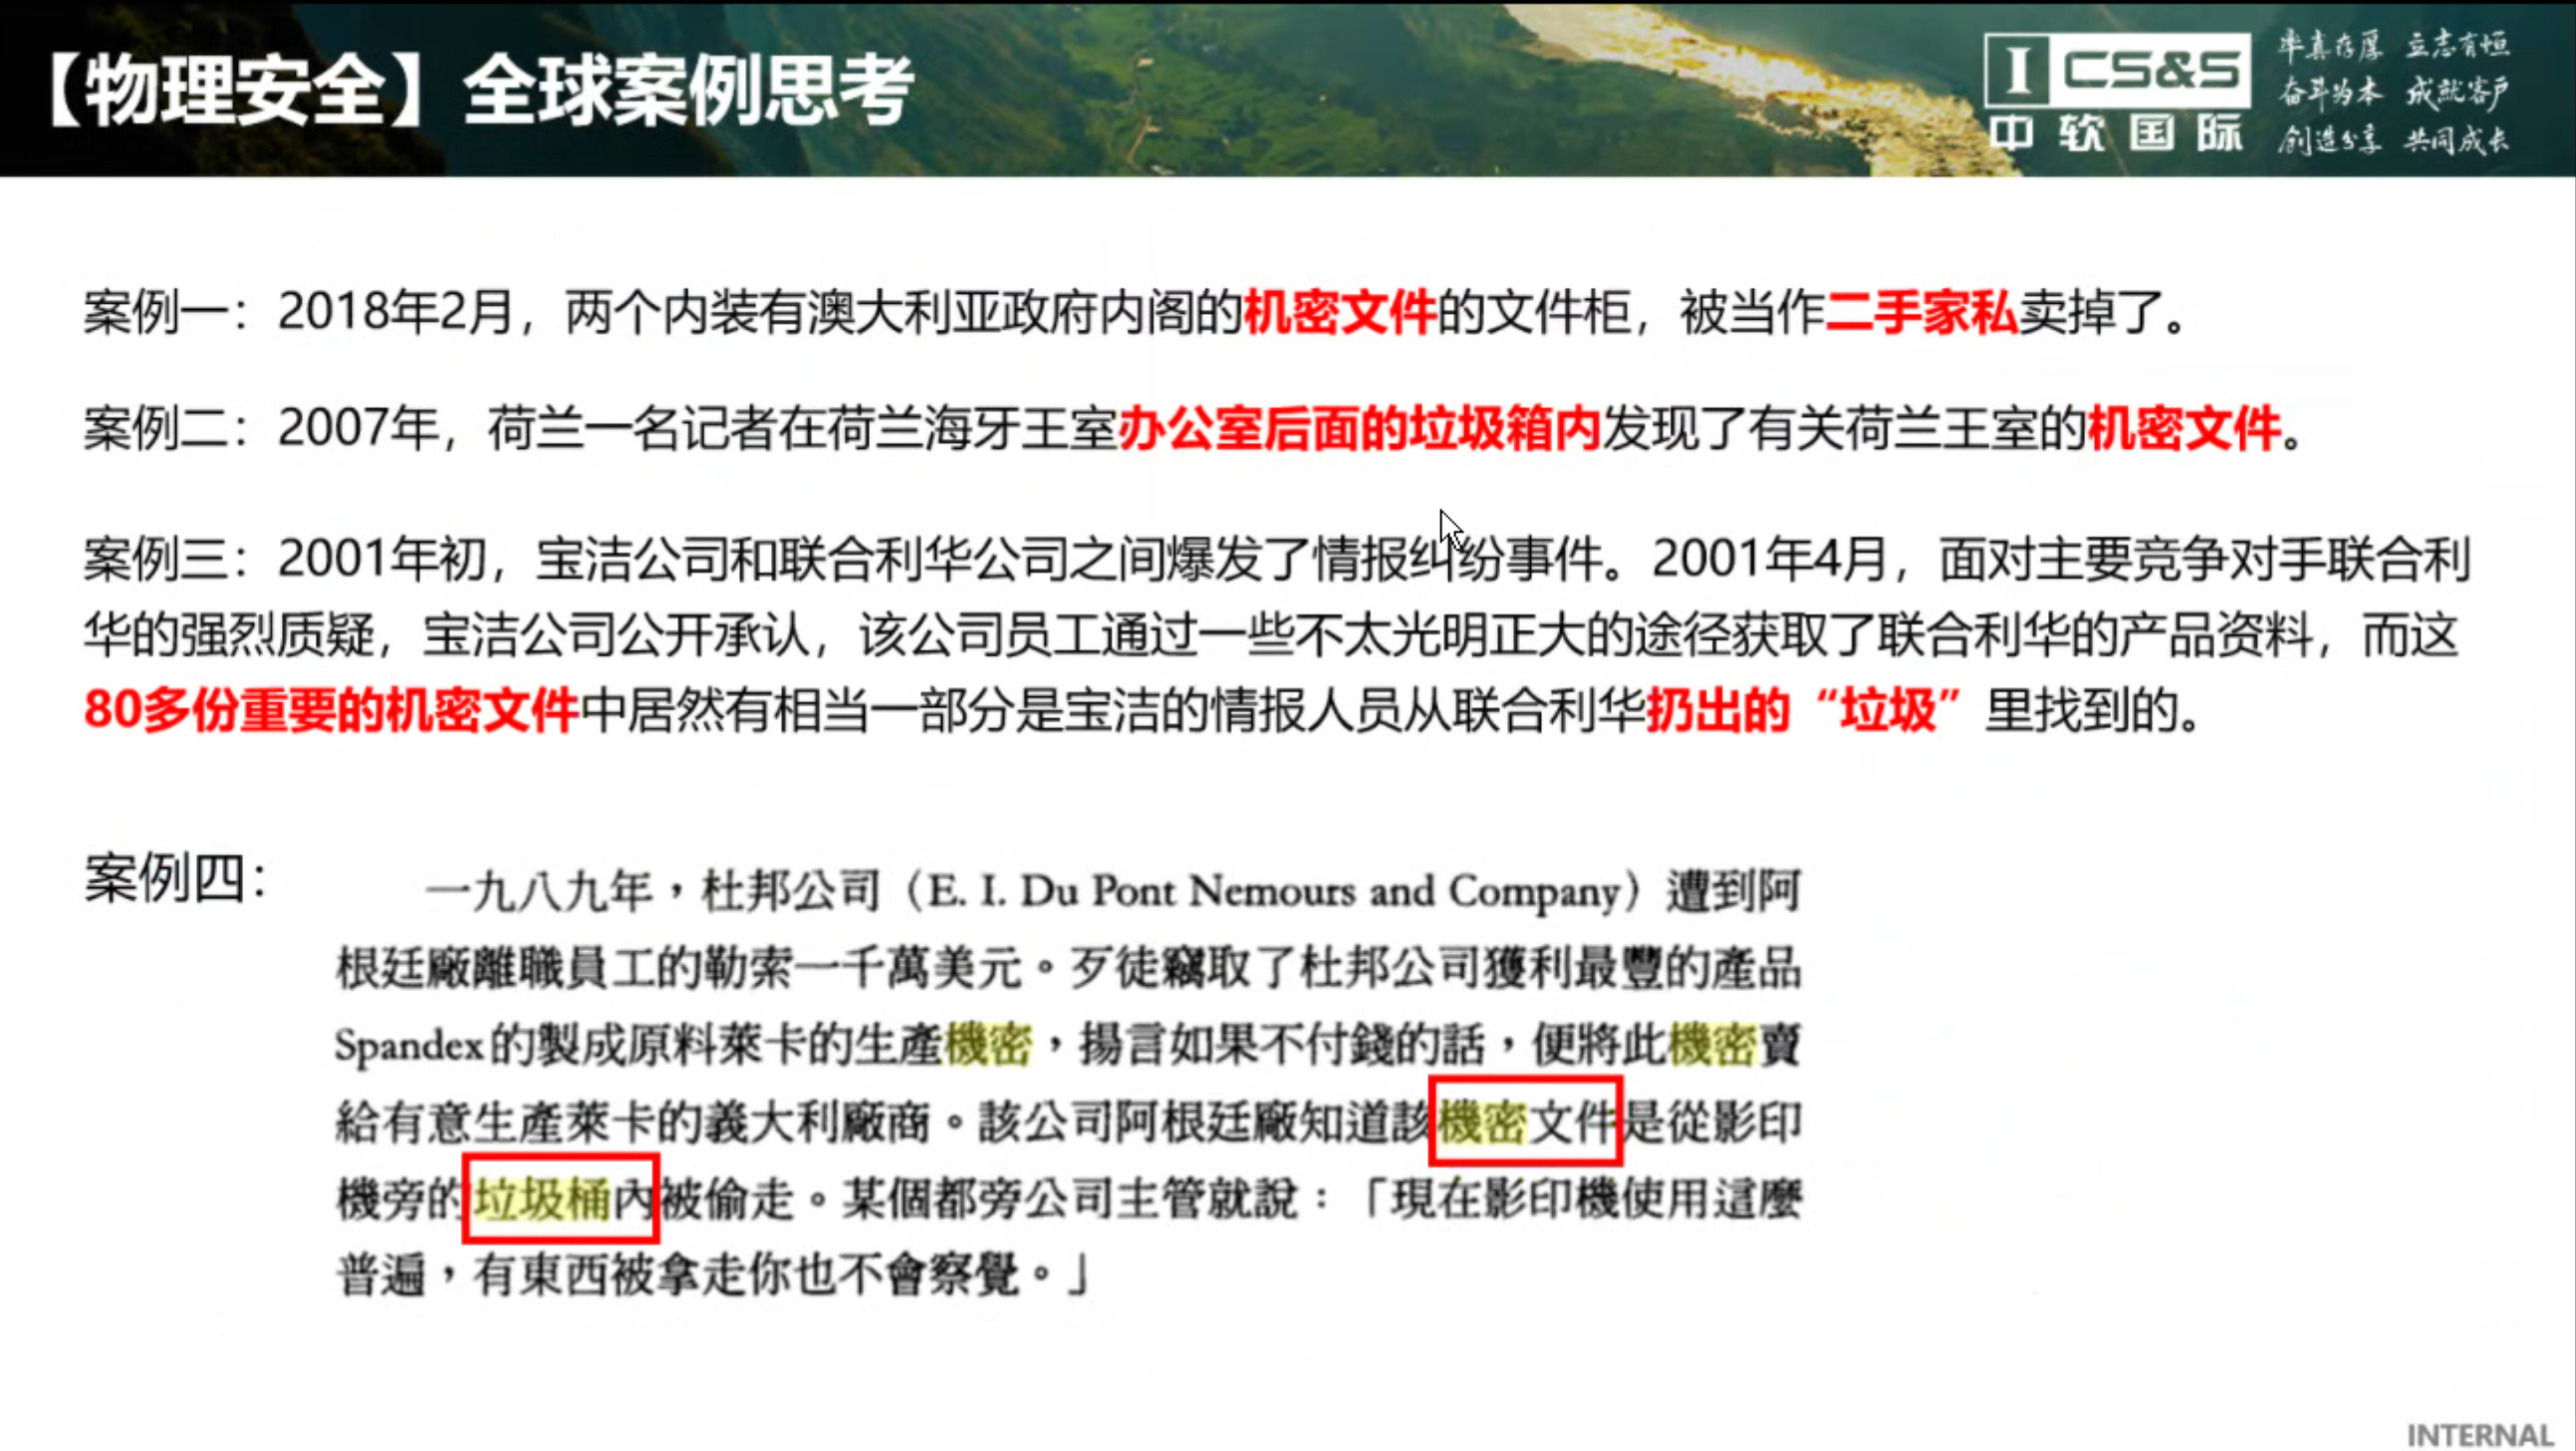 【物理安全】全球案例思考
I CS&S
中软国际
率真存厚 立志有恒
奋斗为本 成就客户
创造分享 共同成长
案例一：2018年2月，两个内装有澳大利亚政府内阁的机密文件的文件柜，被当作二手家私卖掉了。
案例二：2007年，荷兰一名记者在荷兰海牙王室办公室后面的垃圾箱内发现了有关荷兰王室的机密文件。
案例三：2001年初，宝洁公司和联合利华公司之间爆发了情报纠纷事件。2001年4月，面对主要竞争对手联合利
华的强烈质疑，宝洁公司公开承认，该公司员工通过一些不太光明正大的途径获取了联合利华的产品资料，而这
80多份重要的机密文件中居然有相当一部分是宝洁的情报人员从联合利华扔出的“垃圾”里找到的。
案例四：
一九八九年，杜邦公司（E. I. Du Pont Nemours and Company）遭到阿
根廷廠離職員工的勒索一千萬美元。歹徒竊取了杜邦公司獲利最豐的產品
Spandex的製成原料萊卡的生產機密，揚言如果不付錢的話，便將此機密賣
給有意生產萊卡的義大利廠商。該公司阿根廷廠知道該機密文件是從影印
機旁的垃圾桶內被偷走。某個都旁公司主管就說：「現在影印機使用這麼
普遍，有東西被拿走你也不會察覺。」
INTERNAL